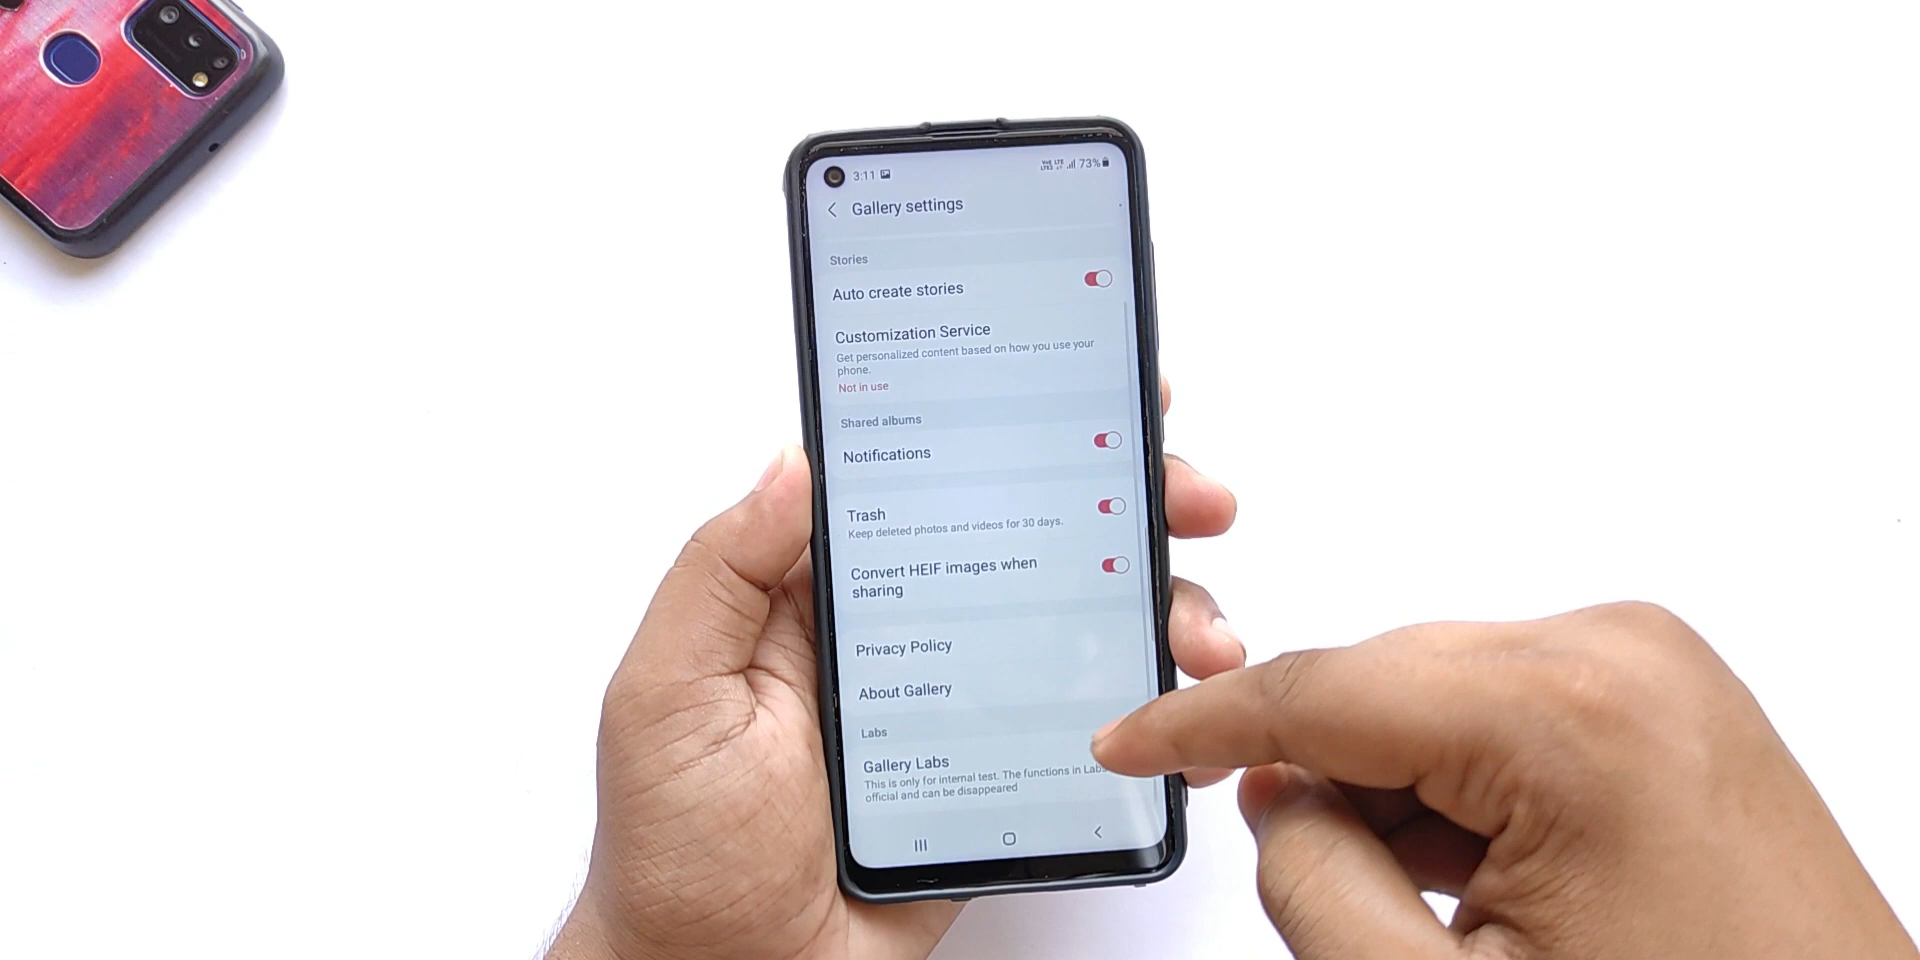 3:11
Vo) LTE
LTE2
73%
Gallery settings
Stories
Auto create stories
Customization Service
Get personalized content based on how you use your
phone.
Not in use
Shared albums
Notifications
Trash
Keep deleted photos and videos for 30 days.
Convert HEIF images when
sharing
Privacy Policy
About Gallery
Labs
Gallery Labs
This is only for internal test. The functions in Labs
official and can be disappeared